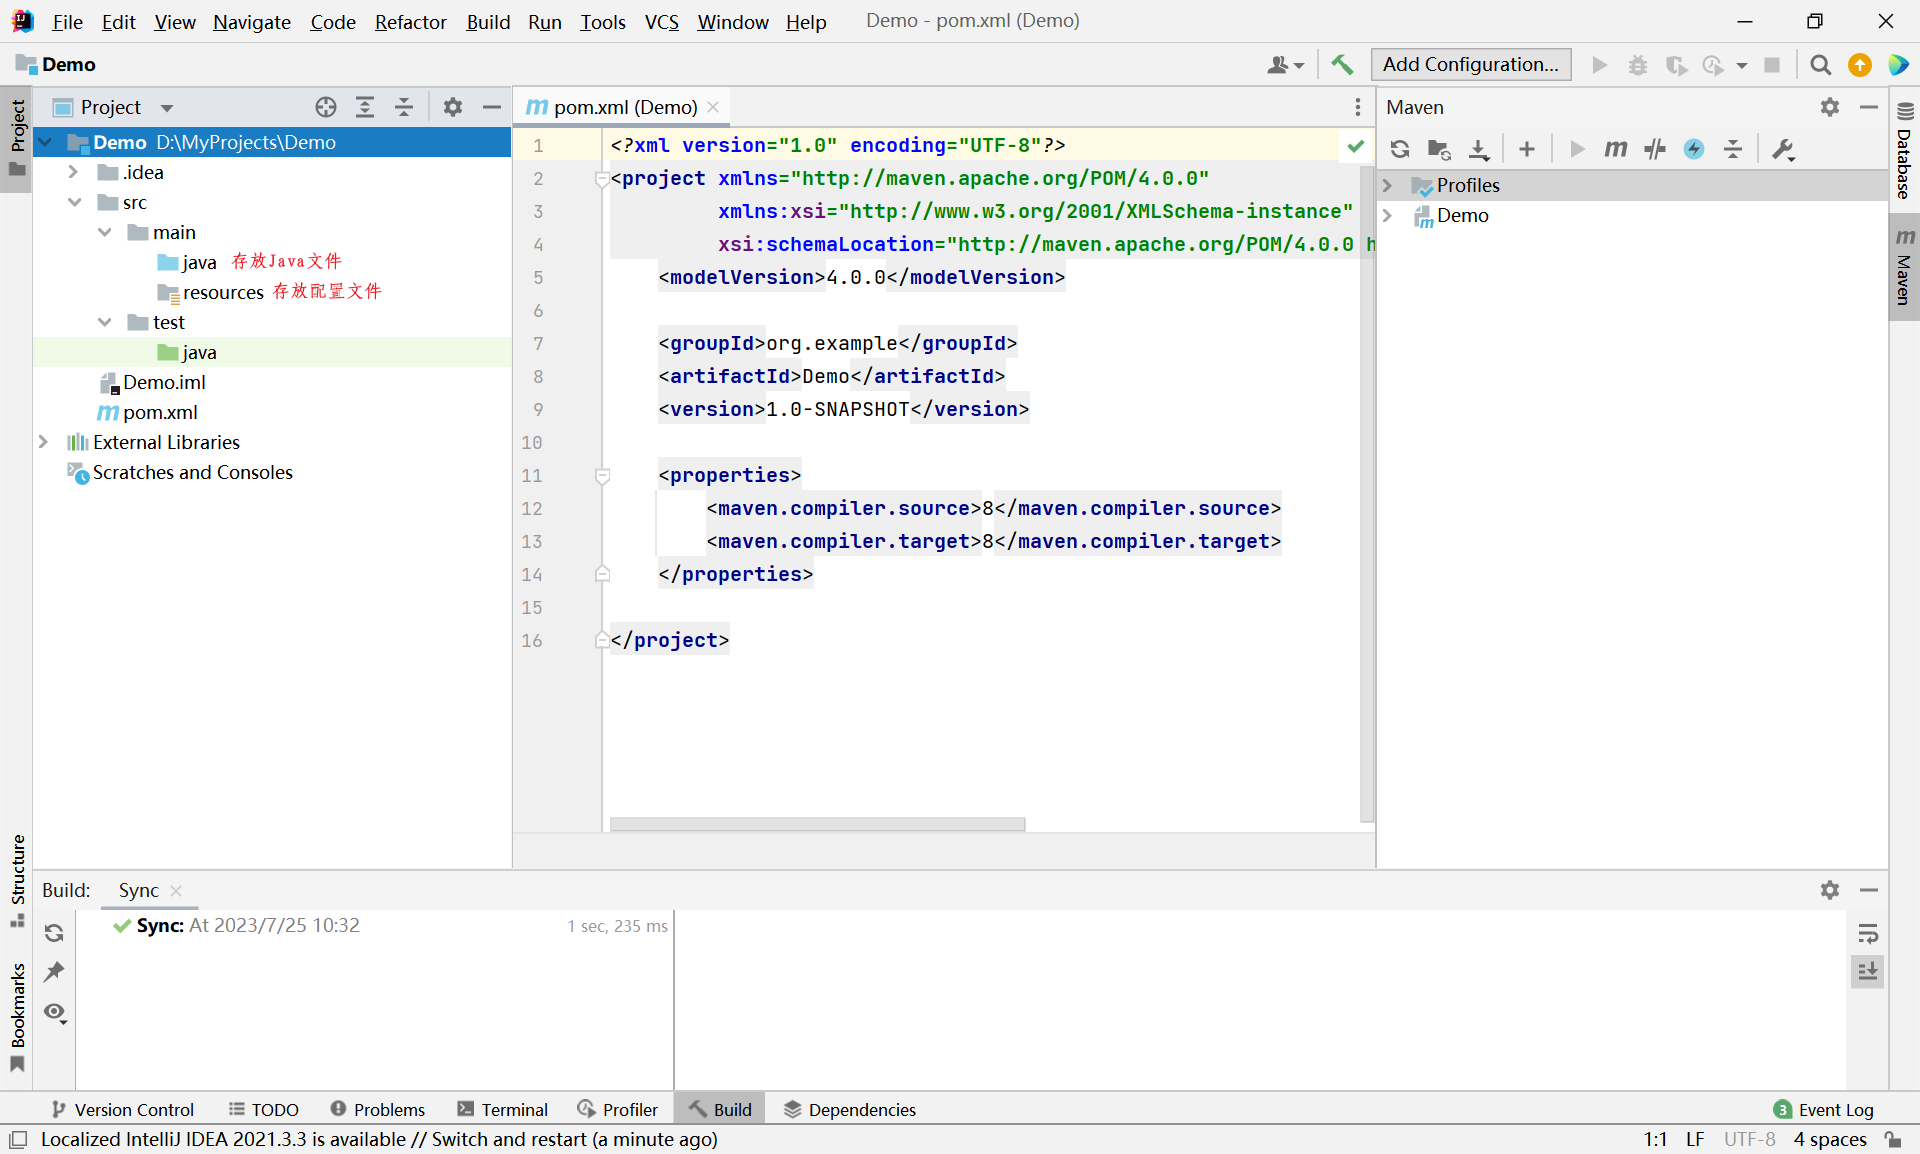 File Edit View Navigate Code Refactor Build Run Tools VCS Window Help Demo - pom.xml (Demo)
Demo
Add Configuration...
Project
Project
pom.xml (Demo)
Maven
Demo D:\MyProjects\Demo
.idea
src
main
java 存放Java文件
resources 存放配置文件
test
java
Demo.iml
pom.xml
External Libraries
Scratches and Consoles
1 <?xml version="1.0" encoding="UTF-8"?>
2 <project xmlns="http://maven.apache.org/POM/4.0.0"
3 xmlns:xsi="http://www.w3.org/2001/XMLSchema-instance"
4 xsi:schemaLocation="http://maven.apache.org/POM/4.0.0 h
5 <modelVersion>4.0.0</modelVersion>
6
7 <groupId>org.example</groupId>
8 <artifactId>Demo</artifactId>
9 <version>1.0-SNAPSHOT</version>
10
11 <properties>
12 <maven.compiler.source>8</maven.compiler.source>
13 <maven.compiler.target>8</maven.compiler.target>
14 </properties>
15
16 </project>
Profiles
Demo
Database
Maven
Structure
Bookmarks
Build: Sync
Sync: At 2023/7/25 10:32 1 sec, 235 ms
Version Control TODO Problems Terminal Profiler Build Dependencies 3 Event Log
Localized IntelliJ IDEA 2021.3.3 is available // Switch and restart (a minute ago) 1:1 LF UTF-8 4 spaces